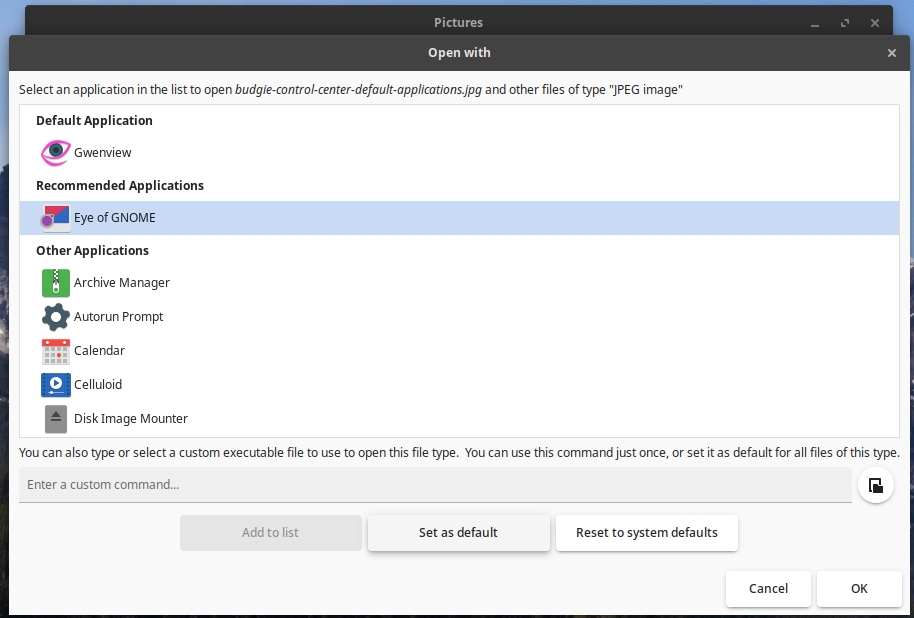 Pictures
Open with
Select an application in the list to open budgie-control-center-default-applications.jpg and other files of type "JPEG image"
Default Application
Gwenview
Recommended Applications
Eye of GNOME
Other Applications
Archive Manager
Autorun Prompt
Calendar
Celluloid
Disk Image Mounter
You can also type or select a custom executable file to use to open this file type.  You can use this command just once, or set it as default for all files of this type.
Enter a custom command...
Add to list Set as default Reset to system defaults
Cancel OK